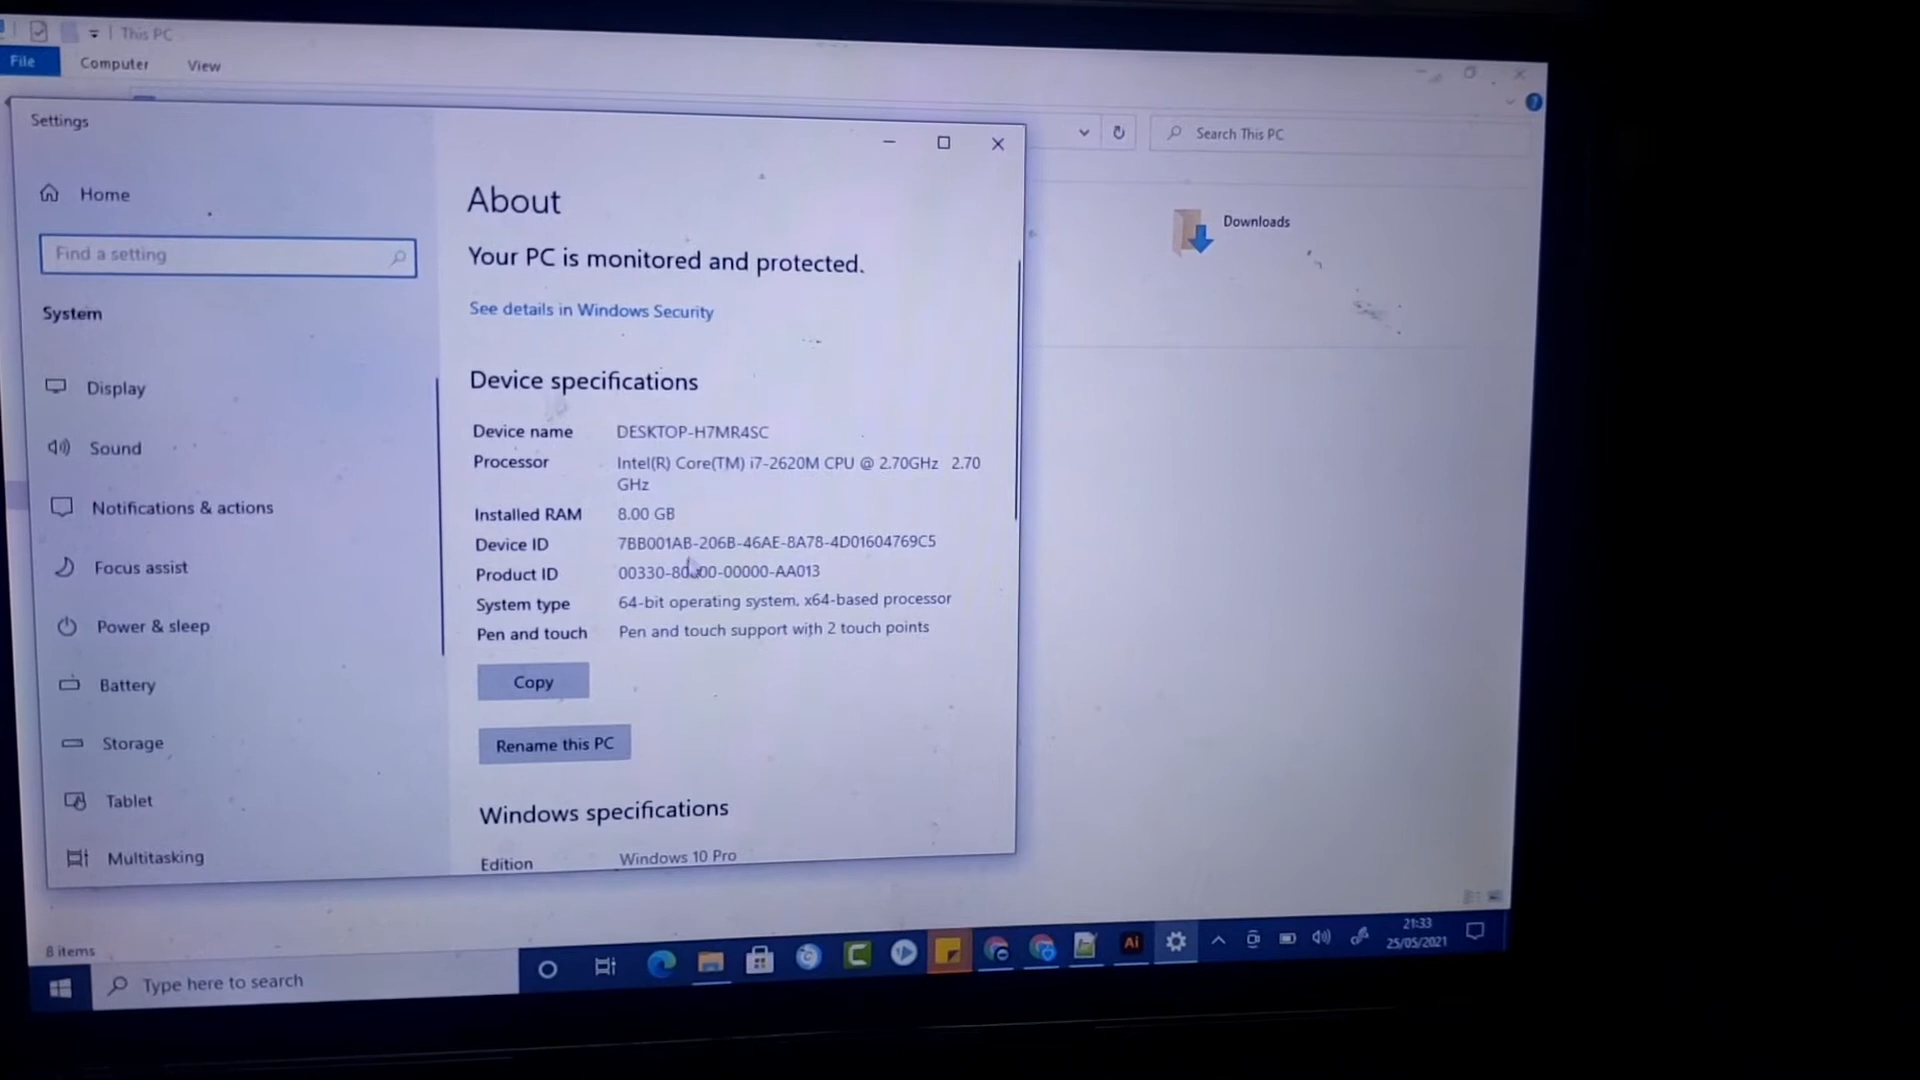 This PC
File Computer View
Search This PC
Settings
Home
Find a setting
System
Display
Sound
Notifications & actions
Focus assist
Power & sleep
Battery
Storage
Tablet
Multitasking
About
Your PC is monitored and protected.
See details in Windows Security
Device specifications
Device name DESKTOP-H7MR4SC
Processor Intel(R) Core(TM) i7-2620M CPU @ 2.70GHz 2.70
GHz
Installed RAM 8.00 GB
Device ID 7BB001AB-206B-46AE-8A78-4D01604769C5
Product ID 00330-80000-00000-AA013
System type 64-bit operating system, x64-based processor
Pen and touch Pen and touch support with 2 touch points
Copy
Rename this PC
Windows specifications
Edition Windows 10 Pro
Downloads
8 items
Type here to search
Ai
21:33
25/05/2021